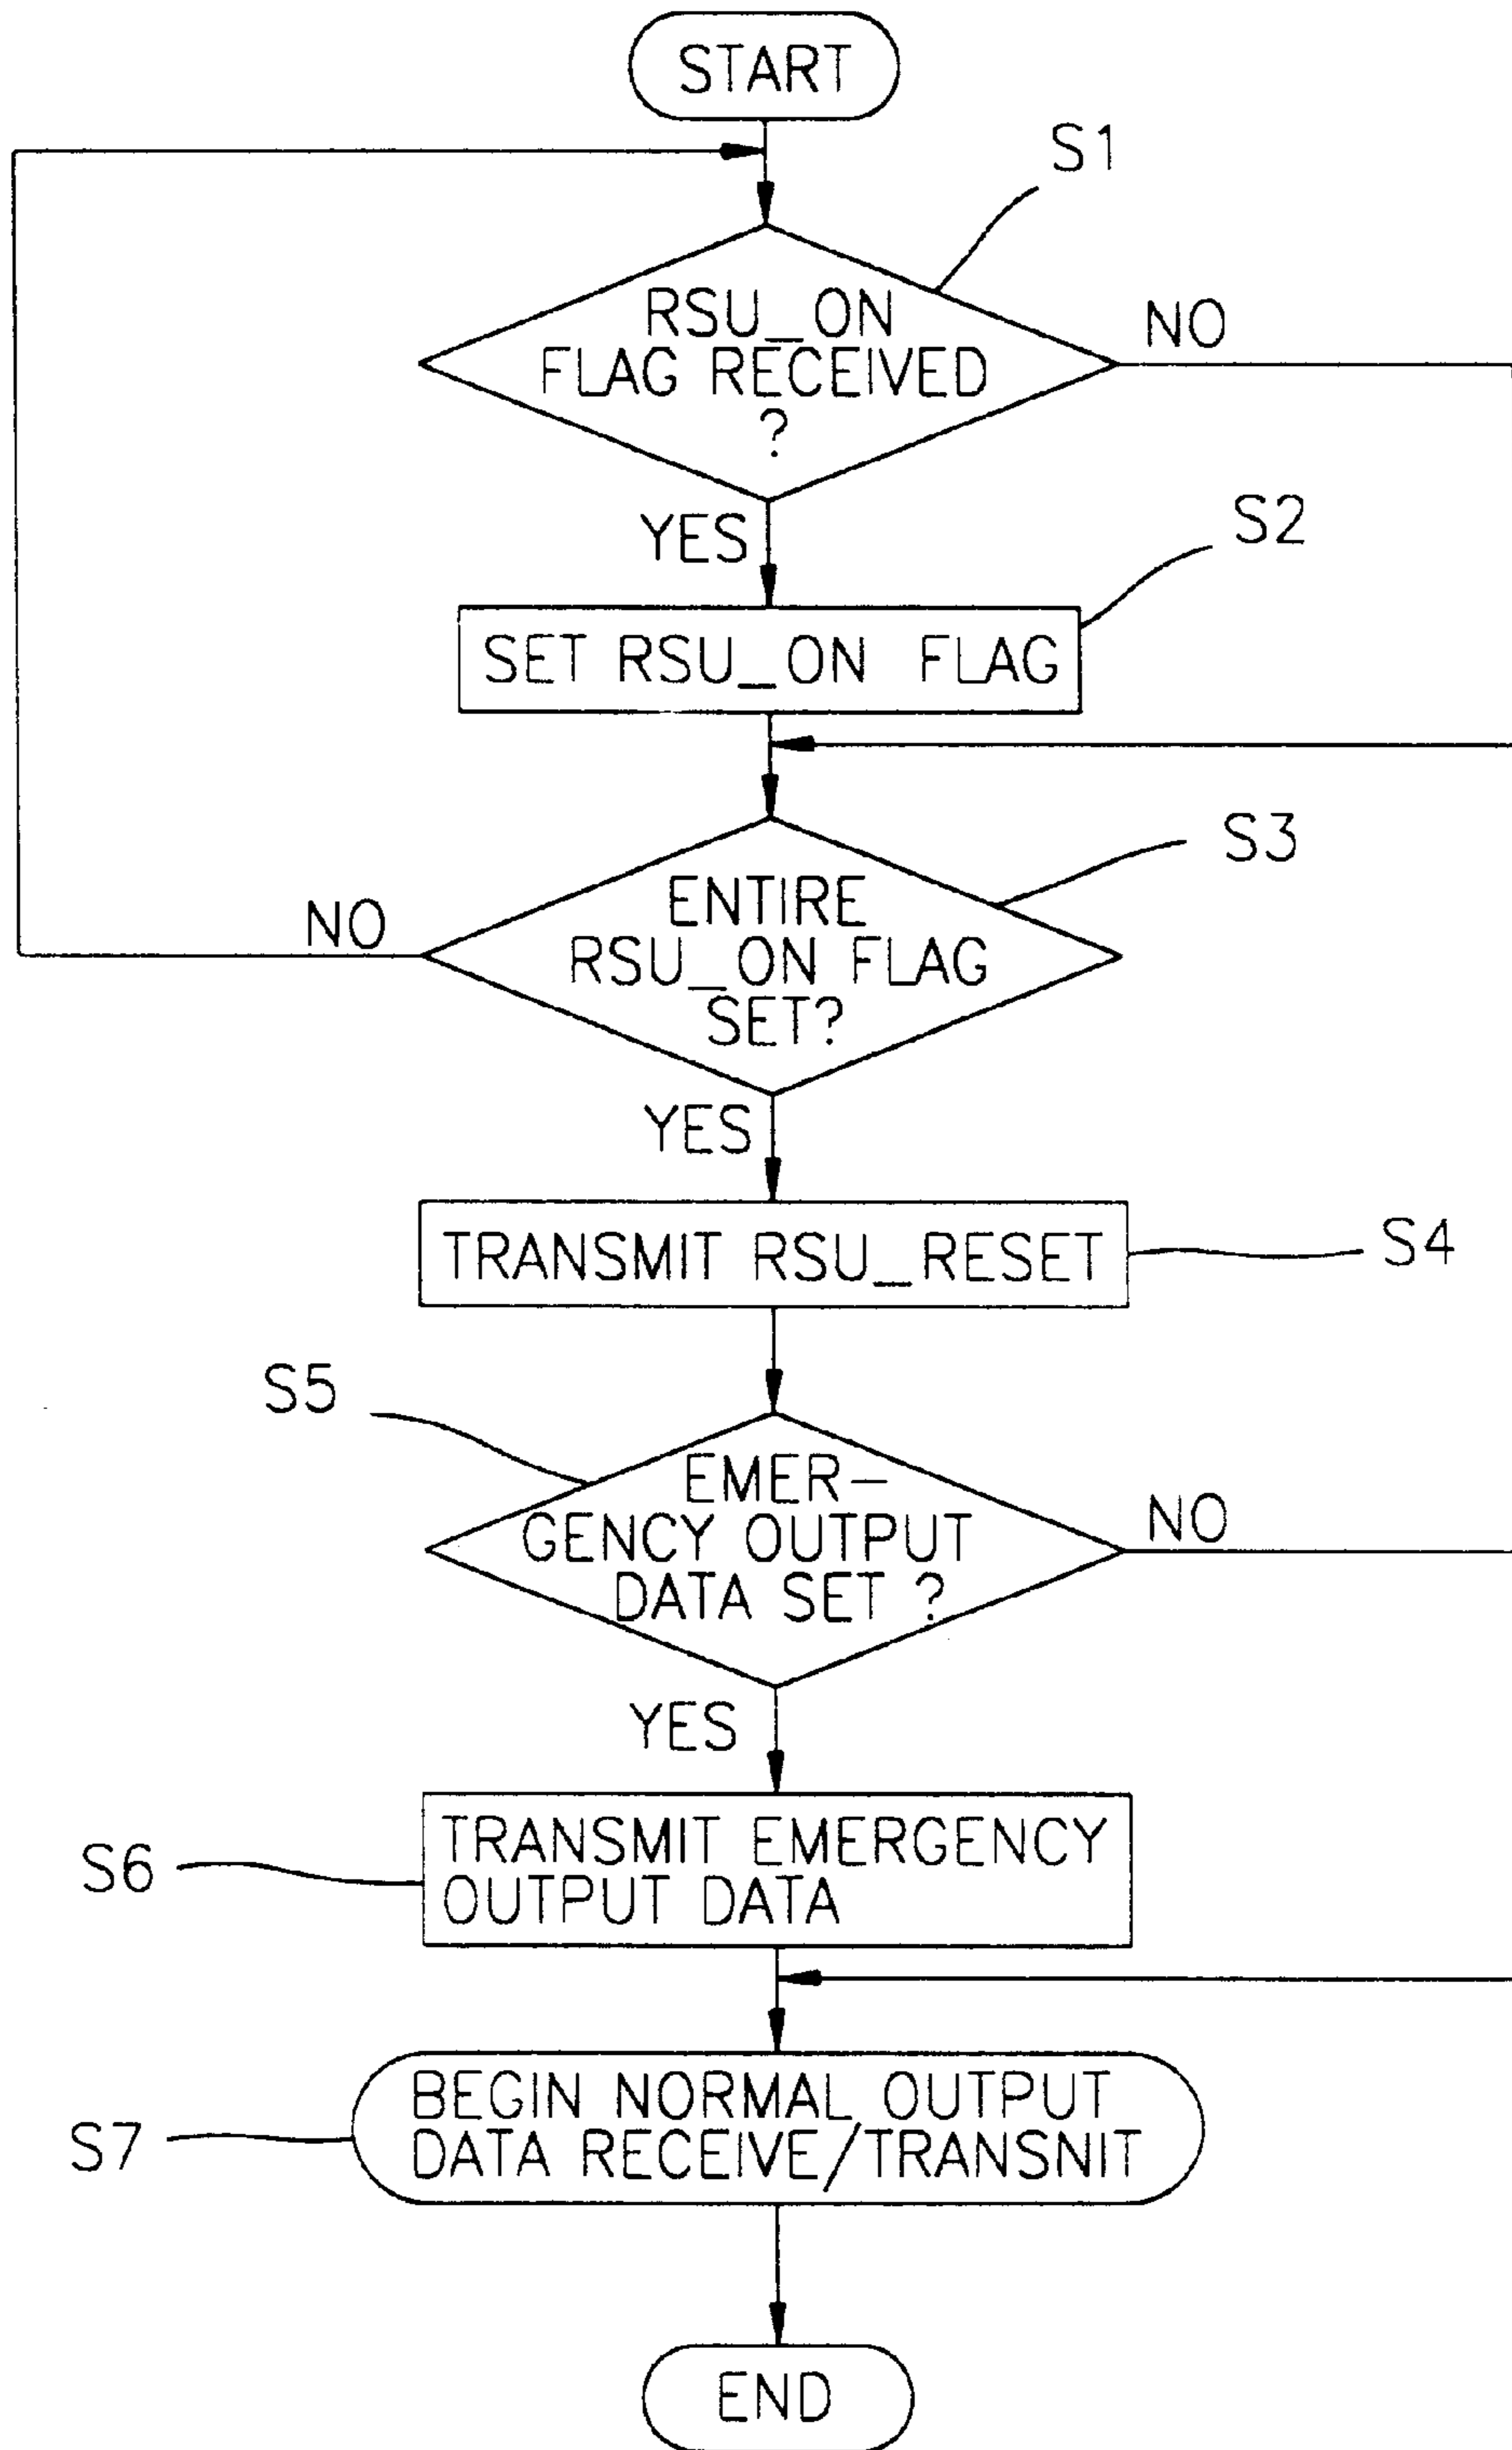 START
S1
RSU_ON
FLAG RECEIVED
?
NO
YES
S2
SET RSU_ON FLAG
S3
ENTIRE
RSU_ON FLAG
SET?
NO
YES
TRANSMIT RSU_RESET
S4
S5
EMER-
GENCY OUTPUT
DATA SET ?
NO
YES
S6
TRANSMIT EMERGENCY
OUTPUT DATA
S7
BEGIN NORMAL OUTPUT
DATA RECEIVE/TRANSNIT
END